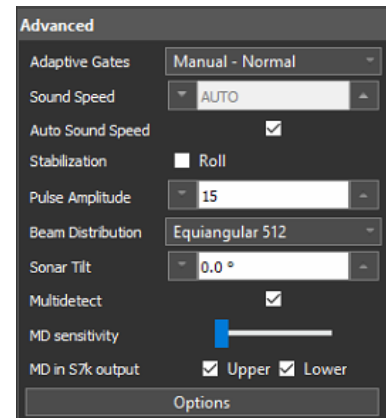 Advanced
Adaptive Gates Manual - Normal
Sound Speed AUTO
Auto Sound Speed
Stabilization Roll
Pulse Amplitude 15
Beam Distribution Equiangular 512
Sonar Tilt 0.0 °
Multidetect
MD sensitivity
MD in S7k output Upper Lower
Options